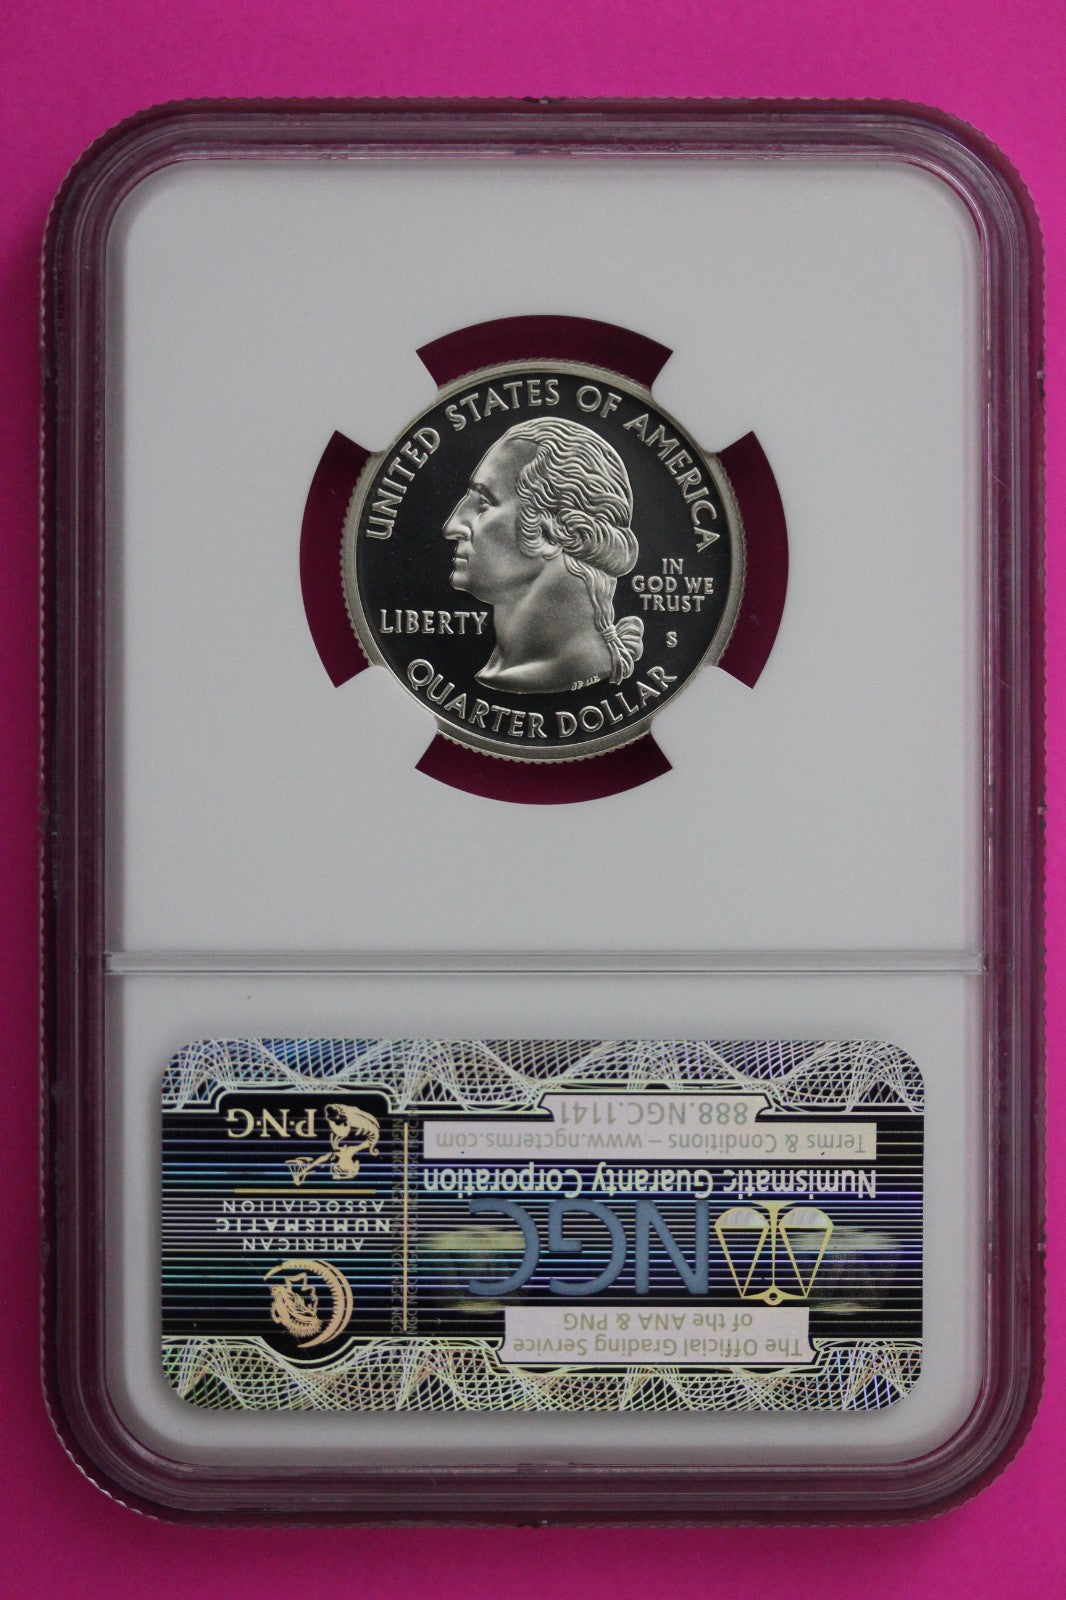 UNITED STATES OF AMERICA
LIBERTY
IN
GOD WE
TRUST
S
QUARTER DOLLAR
The Official Grading Service
of the ANA & PNG
NGC
Numismatic Guaranty Corporation
Terms & Conditions – www.ngcterms.com
888.NGC.1141
AMERICAN
NUMISMATIC
ASSOCIATION
P·N·G